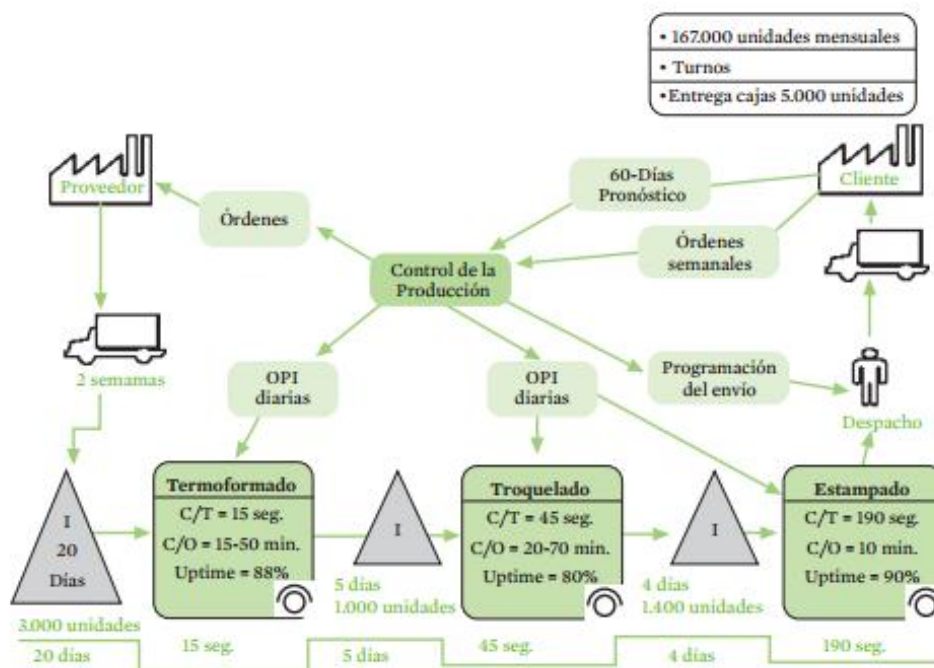 • 167.000 unidades mensuales
• Turnos
•Entrega cajas 5.000 unidades
Proveedor
Órdenes
60-Días
Pronóstico
Cliente
Órdenes
semanales
Control de la
Producción
2 semamas
OPI
diarias
OPI
diarias
Programación
del envío
Despacho
I
20
Días
3.000 unidades
Termoformado
C/T = 15 seg.
C/O = 15-50 min.
Uptime = 88%
I
5 días
1.000 unidades
Troquelado
C/T = 45 seg.
C/O = 20-70 min.
Uptime = 80%
I
4 días
1.400 unidades
Estampado
C/T = 190 seg.
C/O = 10 min.
Uptime = 90%
20 días
15 seg.
5 días
45 seg.
4 días
190 seg.